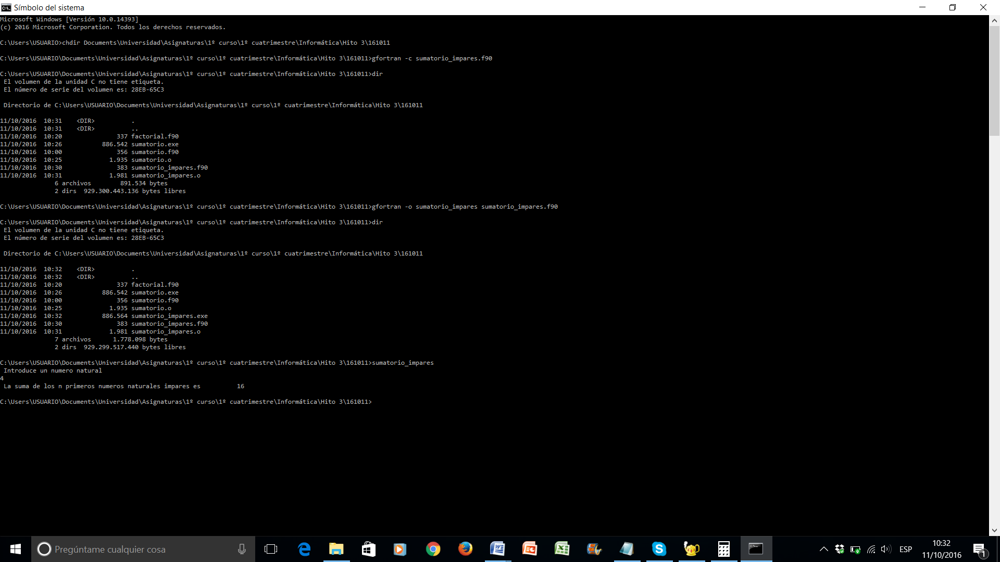 Símbolo del sistema
Microsoft Windows [Versión 10.0.14393]
(c) 2016 Microsoft Corporation. Todos los derechos reservados.
C:\Users\USUARIO>chdir Documents\Universidad\Asignaturas\1º curso\1º cuatrimestre\Informática\Hito 3\161011
C:\Users\USUARIO\Documents\Universidad\Asignaturas\1º curso\1º cuatrimestre\Informática\Hito 3\161011>gfortran -c sumatorio_impares.f90
C:\Users\USUARIO\Documents\Universidad\Asignaturas\1º curso\1º cuatrimestre\Informática\Hito 3\161011>dir
El volumen de la unidad C no tiene etiqueta.
El número de serie del volumen es: 28EB-65C3
Directorio de C:\Users\USUARIO\Documents\Universidad\Asignaturas\1º curso\1º cuatrimestre\Informática\Hito 3\161011
11/10/2016  10:31    <DIR>          .
11/10/2016  10:31    <DIR>          ..
11/10/2016  10:20               337 factorial.f90
11/10/2016  10:26           886.542 sumatorio.exe
11/10/2016  10:00               356 sumatorio.f90
11/10/2016  10:25             1.935 sumatorio.o
11/10/2016  10:30               383 sumatorio_impares.f90
11/10/2016  10:31             1.981 sumatorio_impares.o
6 archivos        891.534 bytes
2 dirs  929.300.443.136 bytes libres
C:\Users\USUARIO\Documents\Universidad\Asignaturas\1º curso\1º cuatrimestre\Informática\Hito 3\161011>gfortran -o sumatorio_impares sumatorio_impares.f90
C:\Users\USUARIO\Documents\Universidad\Asignaturas\1º curso\1º cuatrimestre\Informática\Hito 3\161011>dir
El volumen de la unidad C no tiene etiqueta.
El número de serie del volumen es: 28EB-65C3
Directorio de C:\Users\USUARIO\Documents\Universidad\Asignaturas\1º curso\1º cuatrimestre\Informática\Hito 3\161011
11/10/2016  10:32    <DIR>          .
11/10/2016  10:32    <DIR>          ..
11/10/2016  10:20               337 factorial.f90
11/10/2016  10:26           886.542 sumatorio.exe
11/10/2016  10:00               356 sumatorio.f90
11/10/2016  10:25             1.935 sumatorio.o
11/10/2016  10:32           886.564 sumatorio_impares.exe
11/10/2016  10:30               383 sumatorio_impares.f90
11/10/2016  10:31             1.981 sumatorio_impares.o
7 archivos      1.778.098 bytes
2 dirs  929.299.517.440 bytes libres
C:\Users\USUARIO\Documents\Universidad\Asignaturas\1º curso\1º cuatrimestre\Informática\Hito 3\161011>sumatorio_impares
Introduce un numero natural
4
La suma de los n primeros numeros naturales impares es          16
C:\Users\USUARIO\Documents\Universidad\Asignaturas\1º curso\1º cuatrimestre\Informática\Hito 3\161011>
Pregúntame cualquier cosa
ESP
10:32
11/10/2016
1